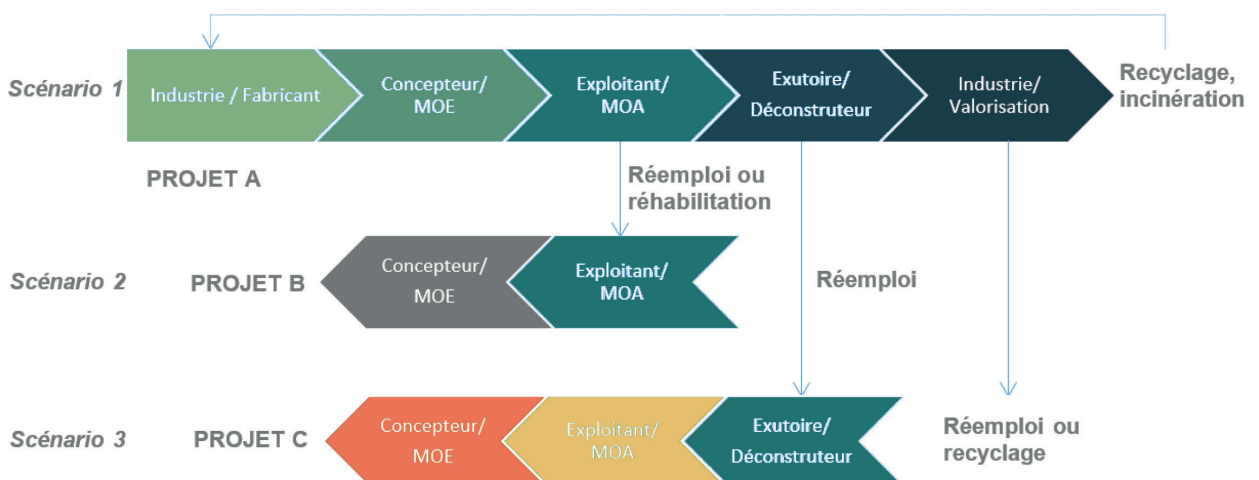 Scénario 1
Industrie / Fabricant
Concepteur/
MOE
Exploitant/
MOA
Exutoire/
Déconstruteur
Industrie/
Valorisation
Recyclage,
incinération
PROJET A
Réemploi ou
réhabilitation
Scénario 2
PROJET B
Concepteur/
MOE
Exploitant/
MOA
Réemploi
Scénario 3
PROJET C
Concepteur/
MOE
Exploitant/
MOA
Exutoire/
Déconstruteur
Réemploi ou
recyclage